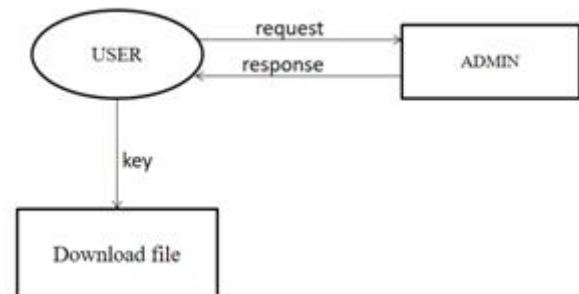 request
USER
response
ADMIN
key
Download file